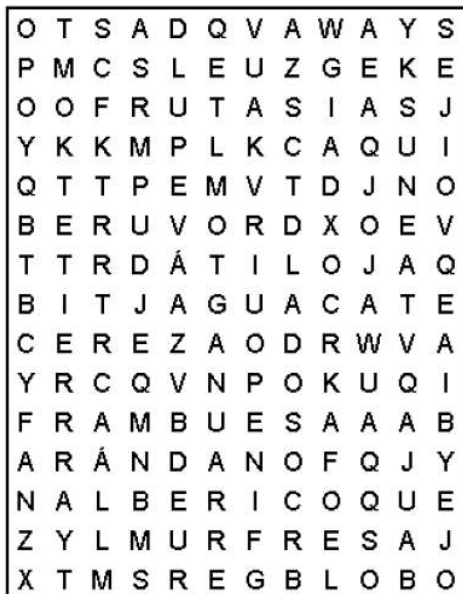 O T S A D Q V A W A Y S
P M C S L E U Z G E K E
O O F R U T A S I A S J
Y K K M P L K C A Q U I
Q T T P E M V T D J N O
B E R U V O R D X O E V
T T R D Á T I L O J A Q
B I T J A G U A C A T E
C E R E Z A O D R W V A
Y R C Q V N P O K U Q I
F R A M B U E S A A A B
A R Á N D A N O F Q J Y
N A L B E R I C O Q U E
Z Y L M U R F R E S A J
X T M S R E G B L O B O